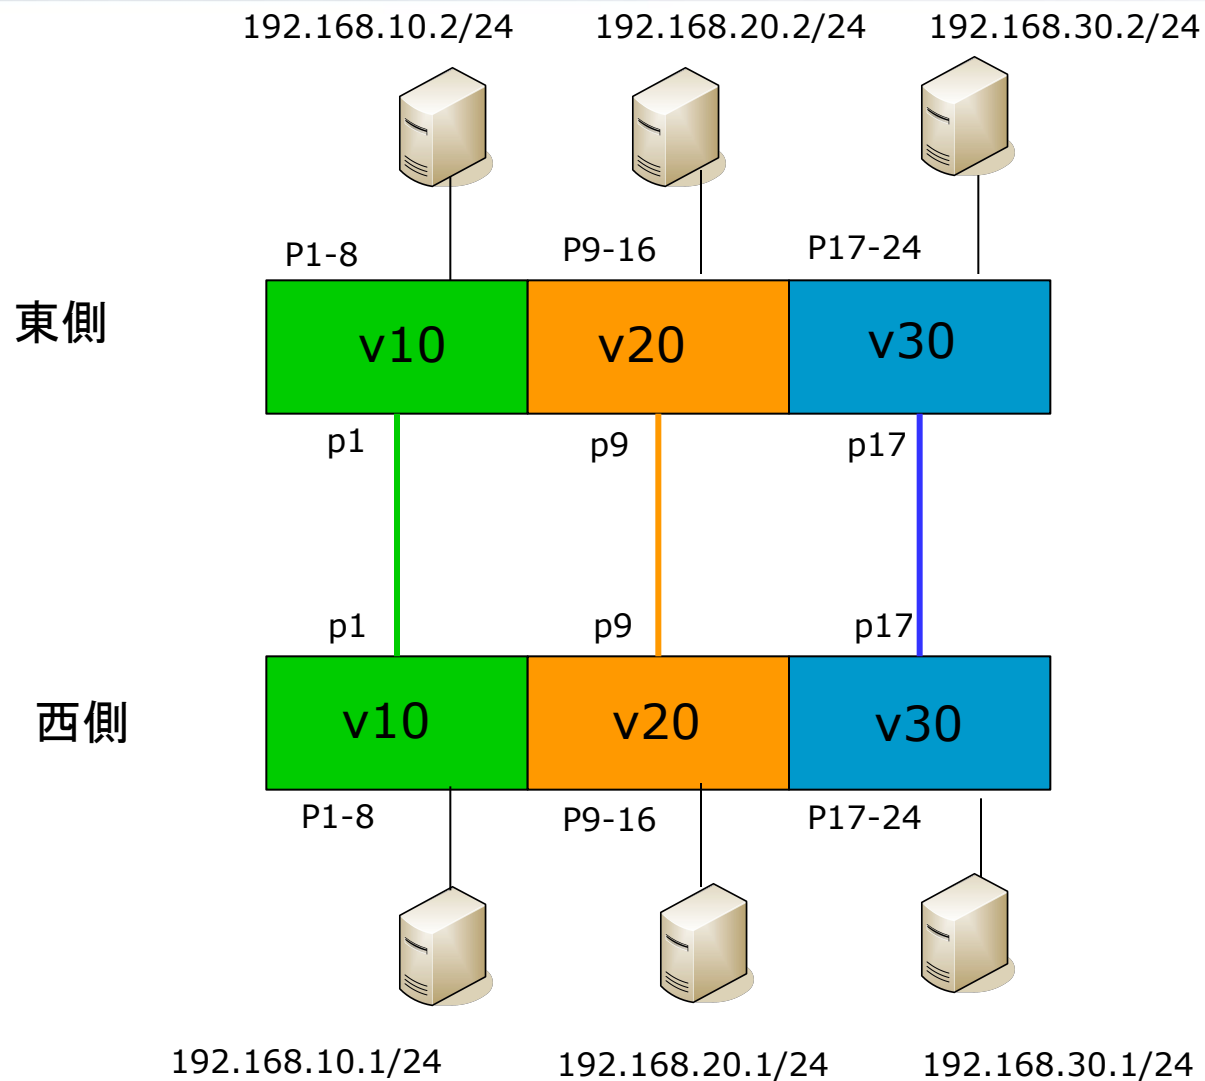 192.168.10.2/24 192.168.20.2/24 192.168.30.2/24
P1-8 P9-16 P17-24
東側
v10 v20 v30
p1 p9 p17
p1 p9 p17
西側
v10 v20 v30
P1-8 P9-16 P17-24
192.168.10.1/24 192.168.20.1/24 192.168.30.1/24